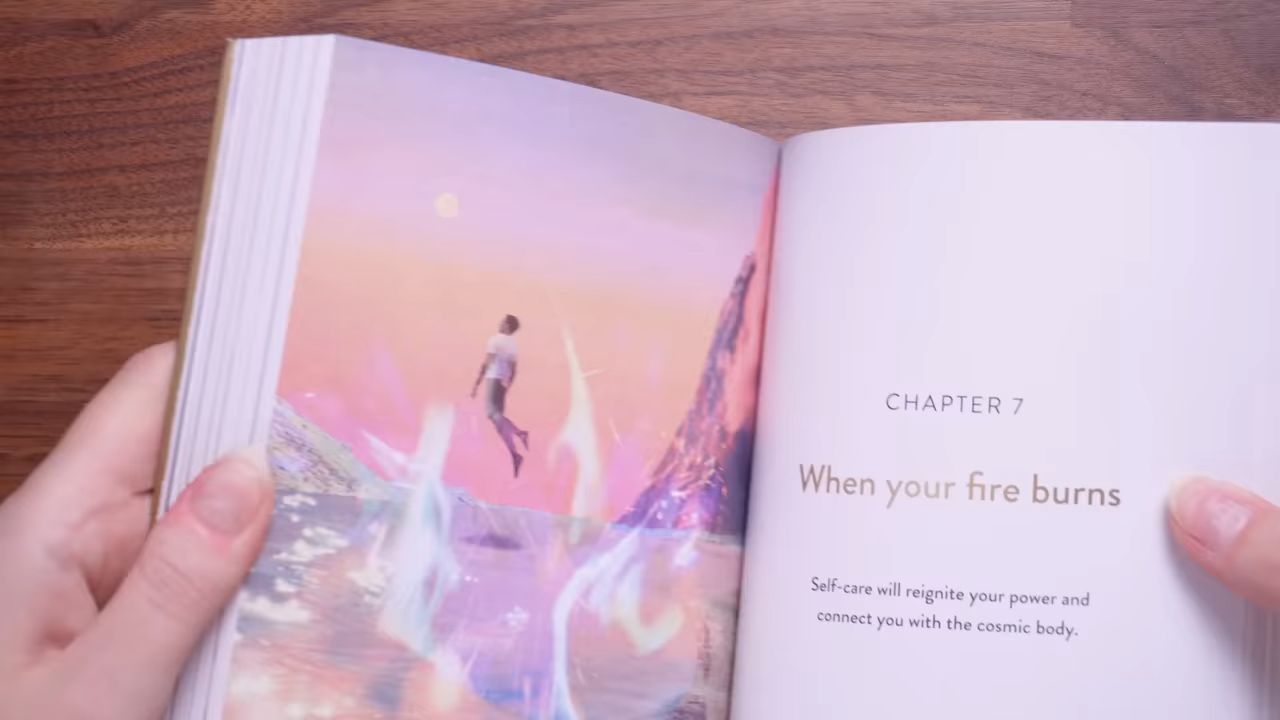 CHAPTER 7
When your fire burns
Self-care will reignite your power and
connect you with the cosmic body.